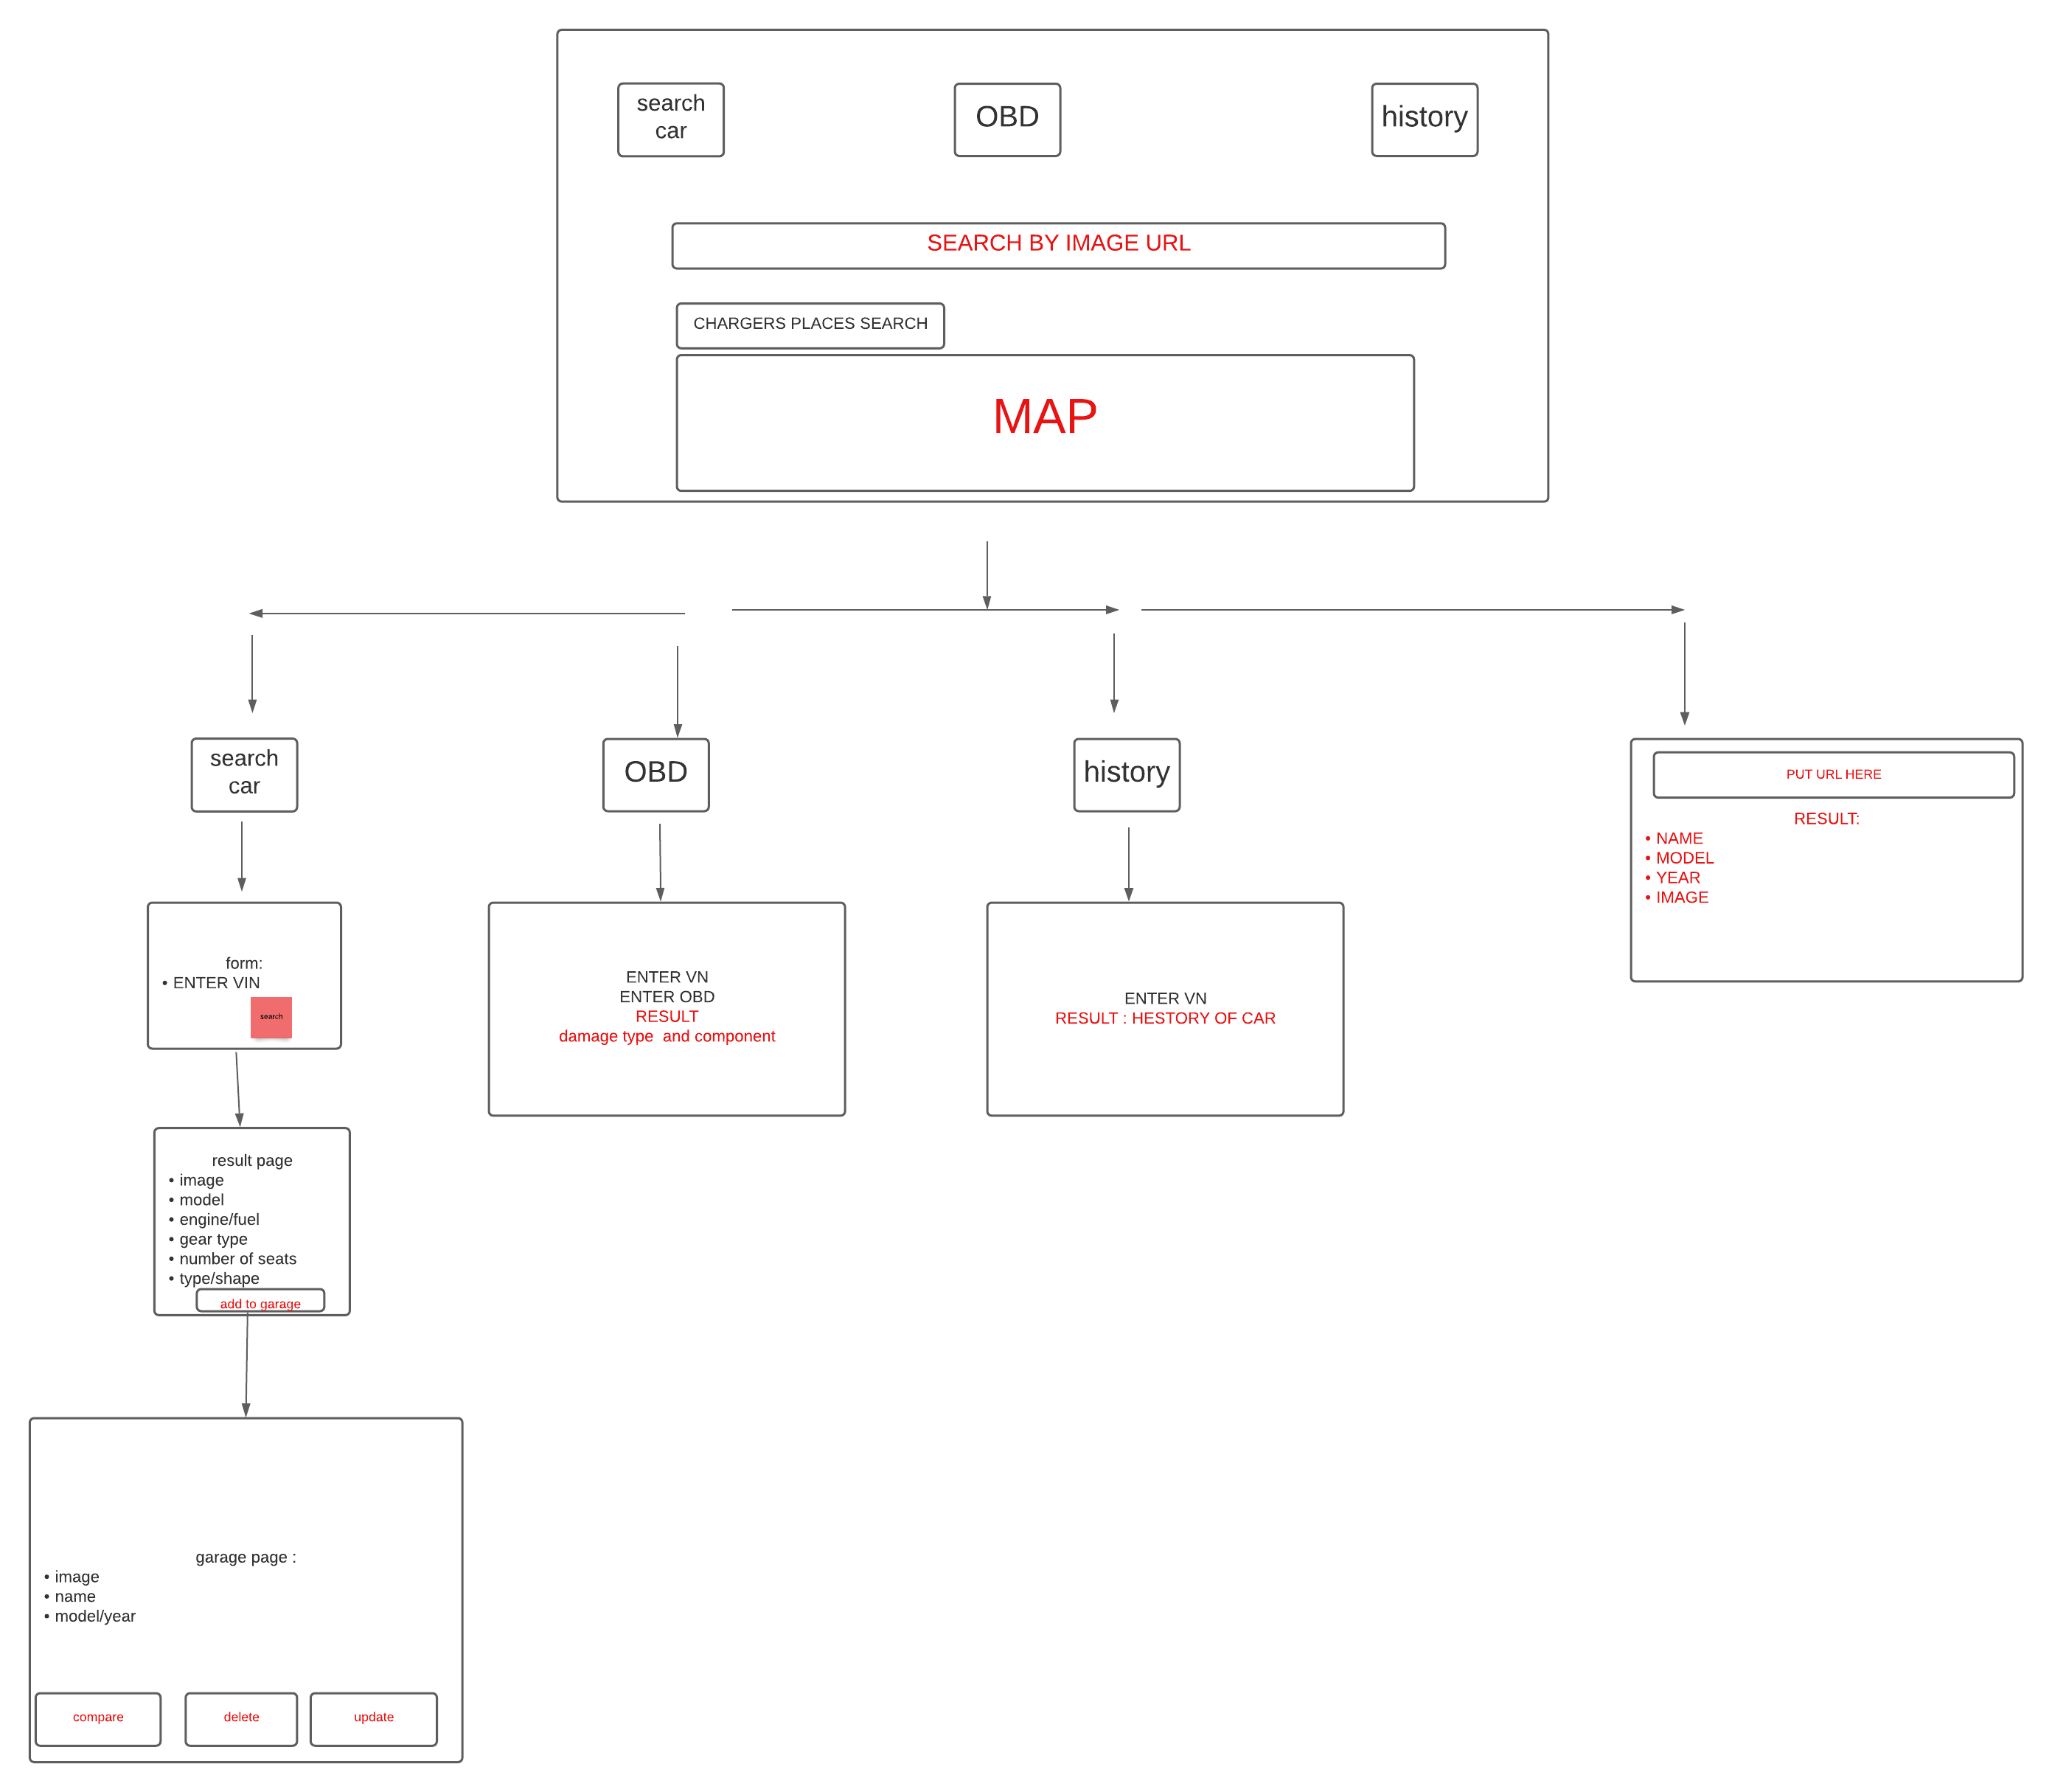 search
car
OBD
history
SEARCH BY IMAGE URL
CHARGERS PLACES SEARCH
MAP
search
car
OBD
history
PUT URL HERE
RESULT:
• NAME
• MODEL
• YEAR
• IMAGE
form:
• ENTER VIN
search
ENTER VN
ENTER OBD
RESULT
damage type  and component
ENTER VN
RESULT : HESTORY OF CAR
result page
• image
• model
• engine/fuel
• gear type
• number of seats
• type/shape
add to garage
garage page :
• image
• name
• model/year
compare
delete
update